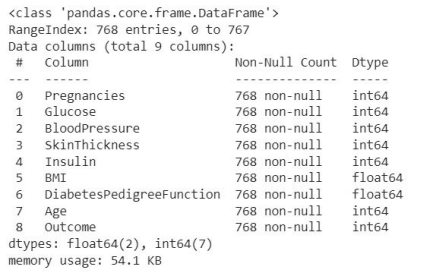 <class 'pandas.core.frame.DataFrame'>
RangeIndex: 768 entries, 0 to 767
Data columns (total 9 columns):
 #   Column                    Non-Null Count  Dtype
---  ------                    --------------  -----
 0   Pregnancies               768 non-null    int64
 1   Glucose                   768 non-null    int64
 2   BloodPressure             768 non-null    int64
 3   SkinThickness             768 non-null    int64
 4   Insulin                   768 non-null    int64
 5   BMI                       768 non-null    float64
 6   DiabetesPedigreeFunction  768 non-null    float64
 7   Age                       768 non-null    int64
 8   Outcome                   768 non-null    int64
dtypes: float64(2), int64(7)
memory usage: 54.1 KB